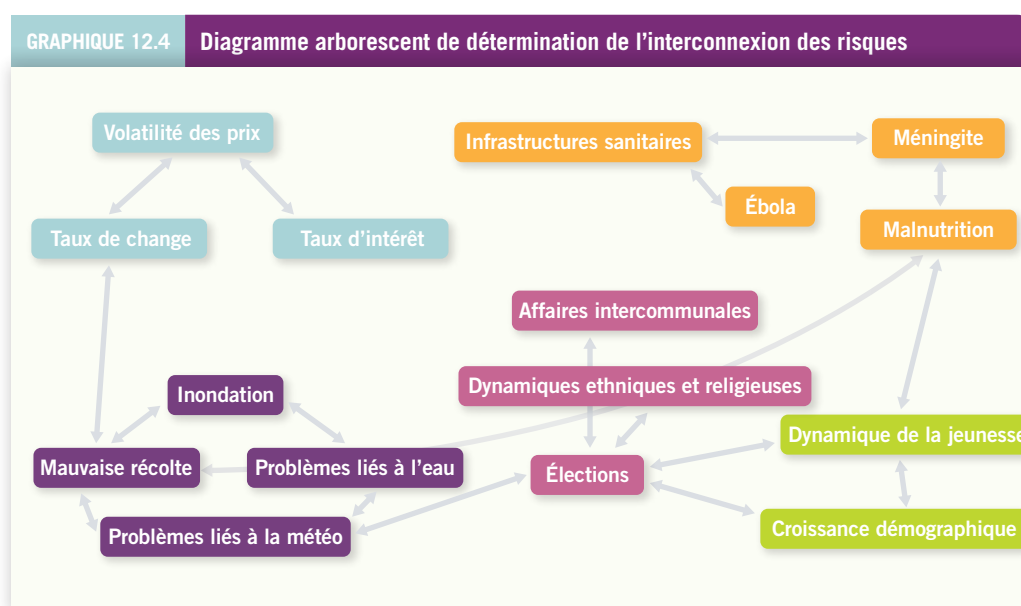 GRAPHIQUE 12.4 Diagramme arborescent de détermination de l'interconnexion des risques
Volatilité des prix
Infrastructures sanitaires
Méningite
Ébola
Taux de change
Taux d'intérêt
Malnutrition
Affaires intercommunales
Dynamiques ethniques et religieuses
Inondation
Dynamique de la jeunesse
Mauvaise récolte
Problèmes liés à l'eau
Élections
Problèmes liés à la météo
Croissance démographique